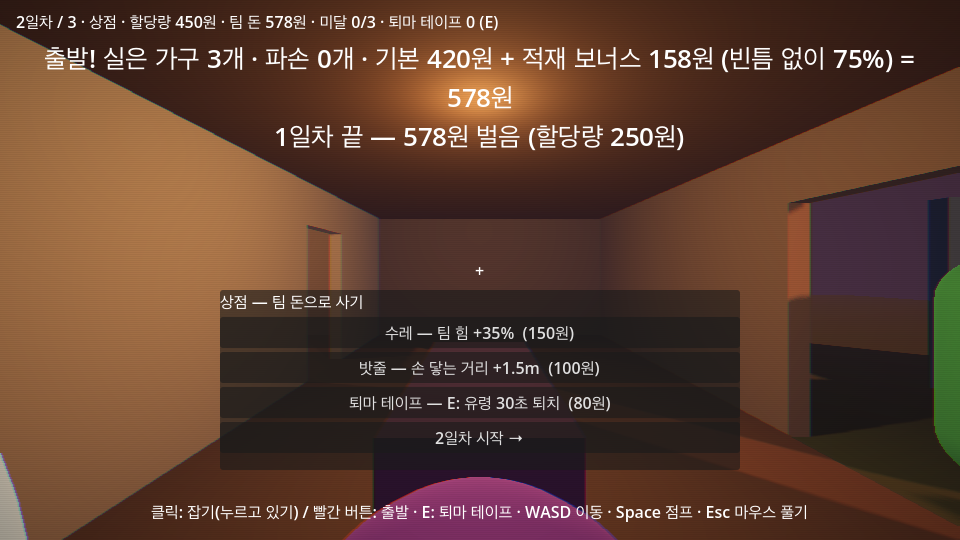 2일차 / 3 · 상점 · 할당량 450원 · 팀 돈 578원 · 미달 0/3 · 퇴마 테이프 0 (E)
출발! 실은 가구 3개 · 파손 0개 · 기본 420원 + 적재 보너스 158원 (빈틈 없이 75%) =
578원
1일차 끝 — 578원 벌음 (할당량 250원)
+
상점 — 팀 돈으로 사기
수레 — 팀 힘 +35% (150원)
밧줄 — 손 닿는 거리 +1.5m (100원)
퇴마 테이프 — E: 유령 30초 퇴치 (80원)
2일차 시작 →
클릭: 잡기(누르고 있기) / 빨간 버튼: 출발 · E: 퇴마 테이프 · WASD 이동 · Space 점프 · Esc 마우스 풀기